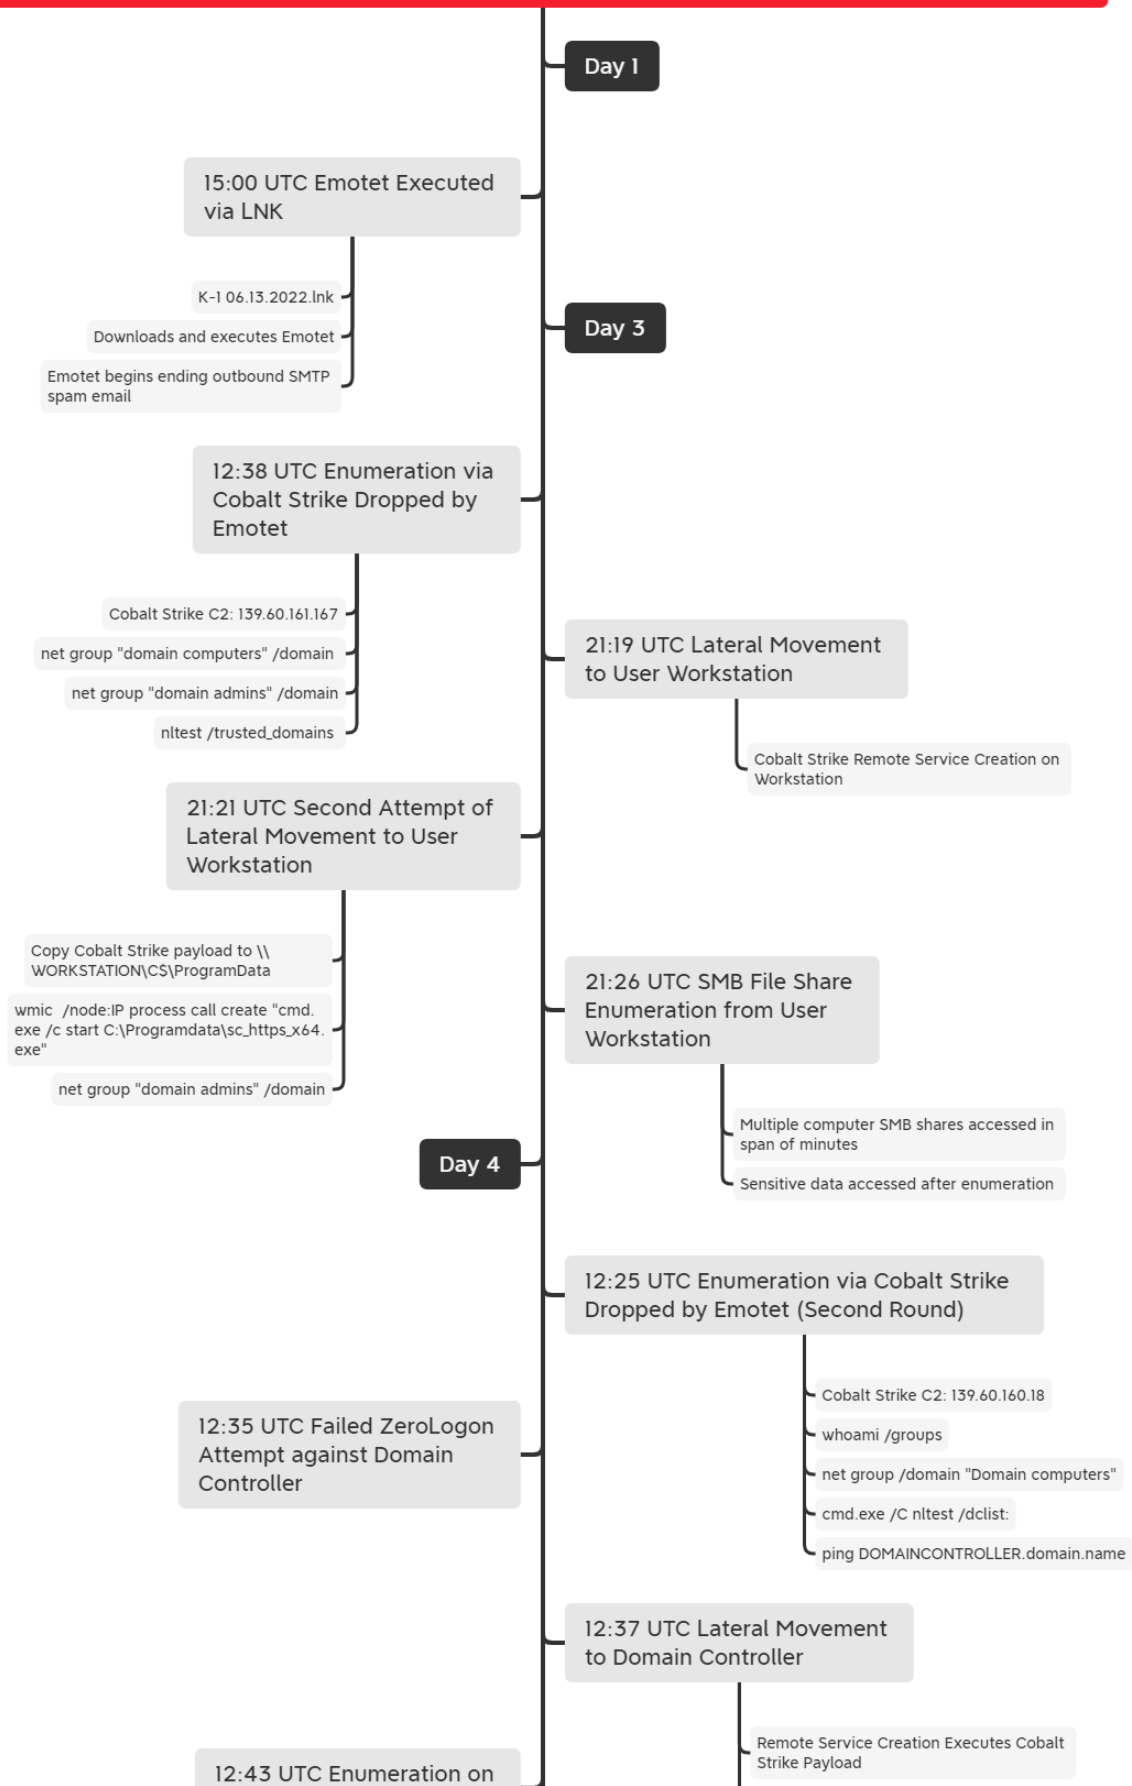 Day 1
15:00 UTC Emotet Executed
via LNK
K-1 06.13.2022.lnk
Downloads and executes Emotet
Emotet begins ending outbound SMTP
spam email
Day 3
12:38 UTC Enumeration via
Cobalt Strike Dropped by
Emotet
Cobalt Strike C2: 139.60.161.167
net group "domain computers" /domain
net group "domain admins" /domain
nltest /trusted_domains
21:19 UTC Lateral Movement
to User Workstation
Cobalt Strike Remote Service Creation on
Workstation
21:21 UTC Second Attempt of
Lateral Movement to User
Workstation
Copy Cobalt Strike payload to \\
WORKSTATION\C$\ProgramData
wmic  /node:IP process call create "cmd.
exe /c start C:\Programdata\sc_https_x64.
exe"
net group "domain admins" /domain
21:26 UTC SMB File Share
Enumeration from User
Workstation
Multiple computer SMB shares accessed in
span of minutes
Sensitive data accessed after enumeration
Day 4
12:25 UTC Enumeration via Cobalt Strike
Dropped by Emotet (Second Round)
Cobalt Strike C2: 139.60.160.18
whoami /groups
net group /domain "Domain computers"
cmd.exe /C nltest /dclist:
ping DOMAINCONTROLLER.domain.name
12:35 UTC Failed ZeroLogon
Attempt against Domain
Controller
12:37 UTC Lateral Movement
to Domain Controller
Remote Service Creation Executes Cobalt
Strike Payload
12:43 UTC Enumeration on